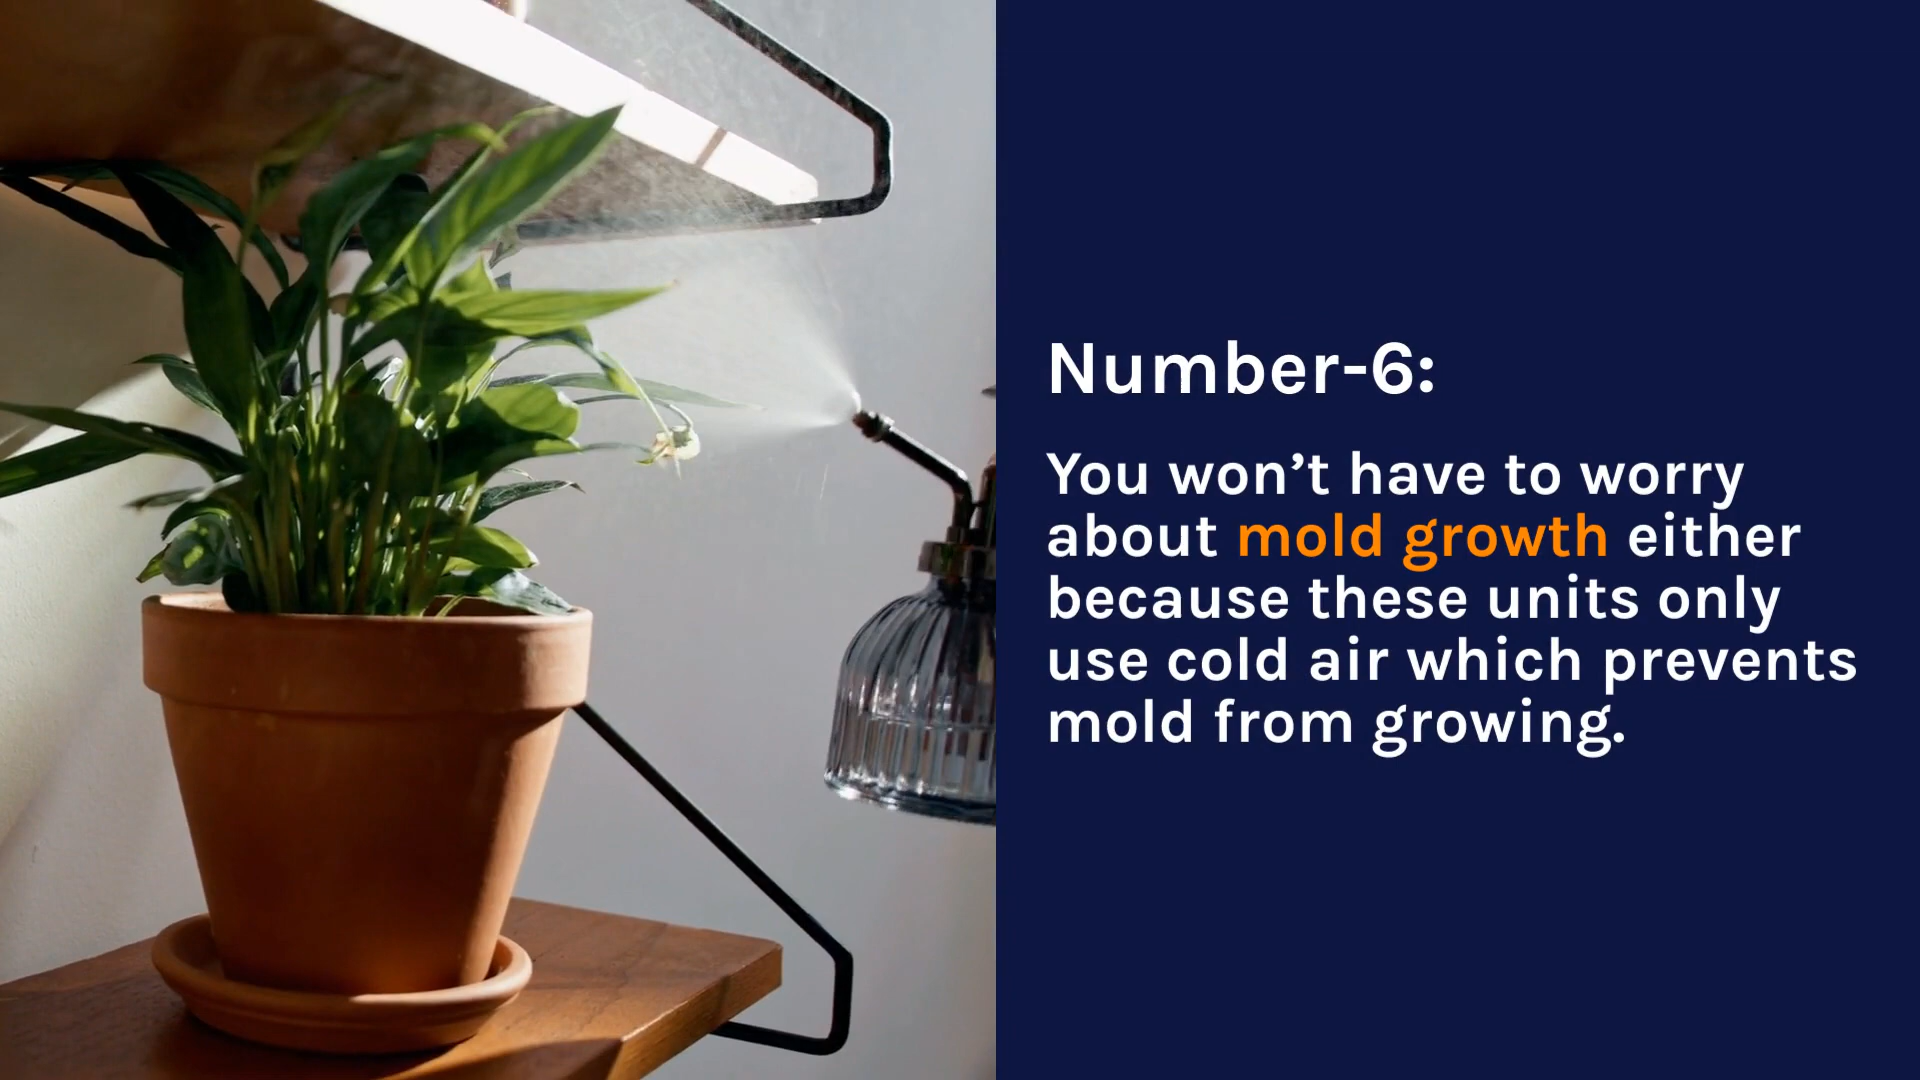 Number-6:
You won’t have to worry
about mold growth either
because these units only
use cold air which prevents
mold from growing.